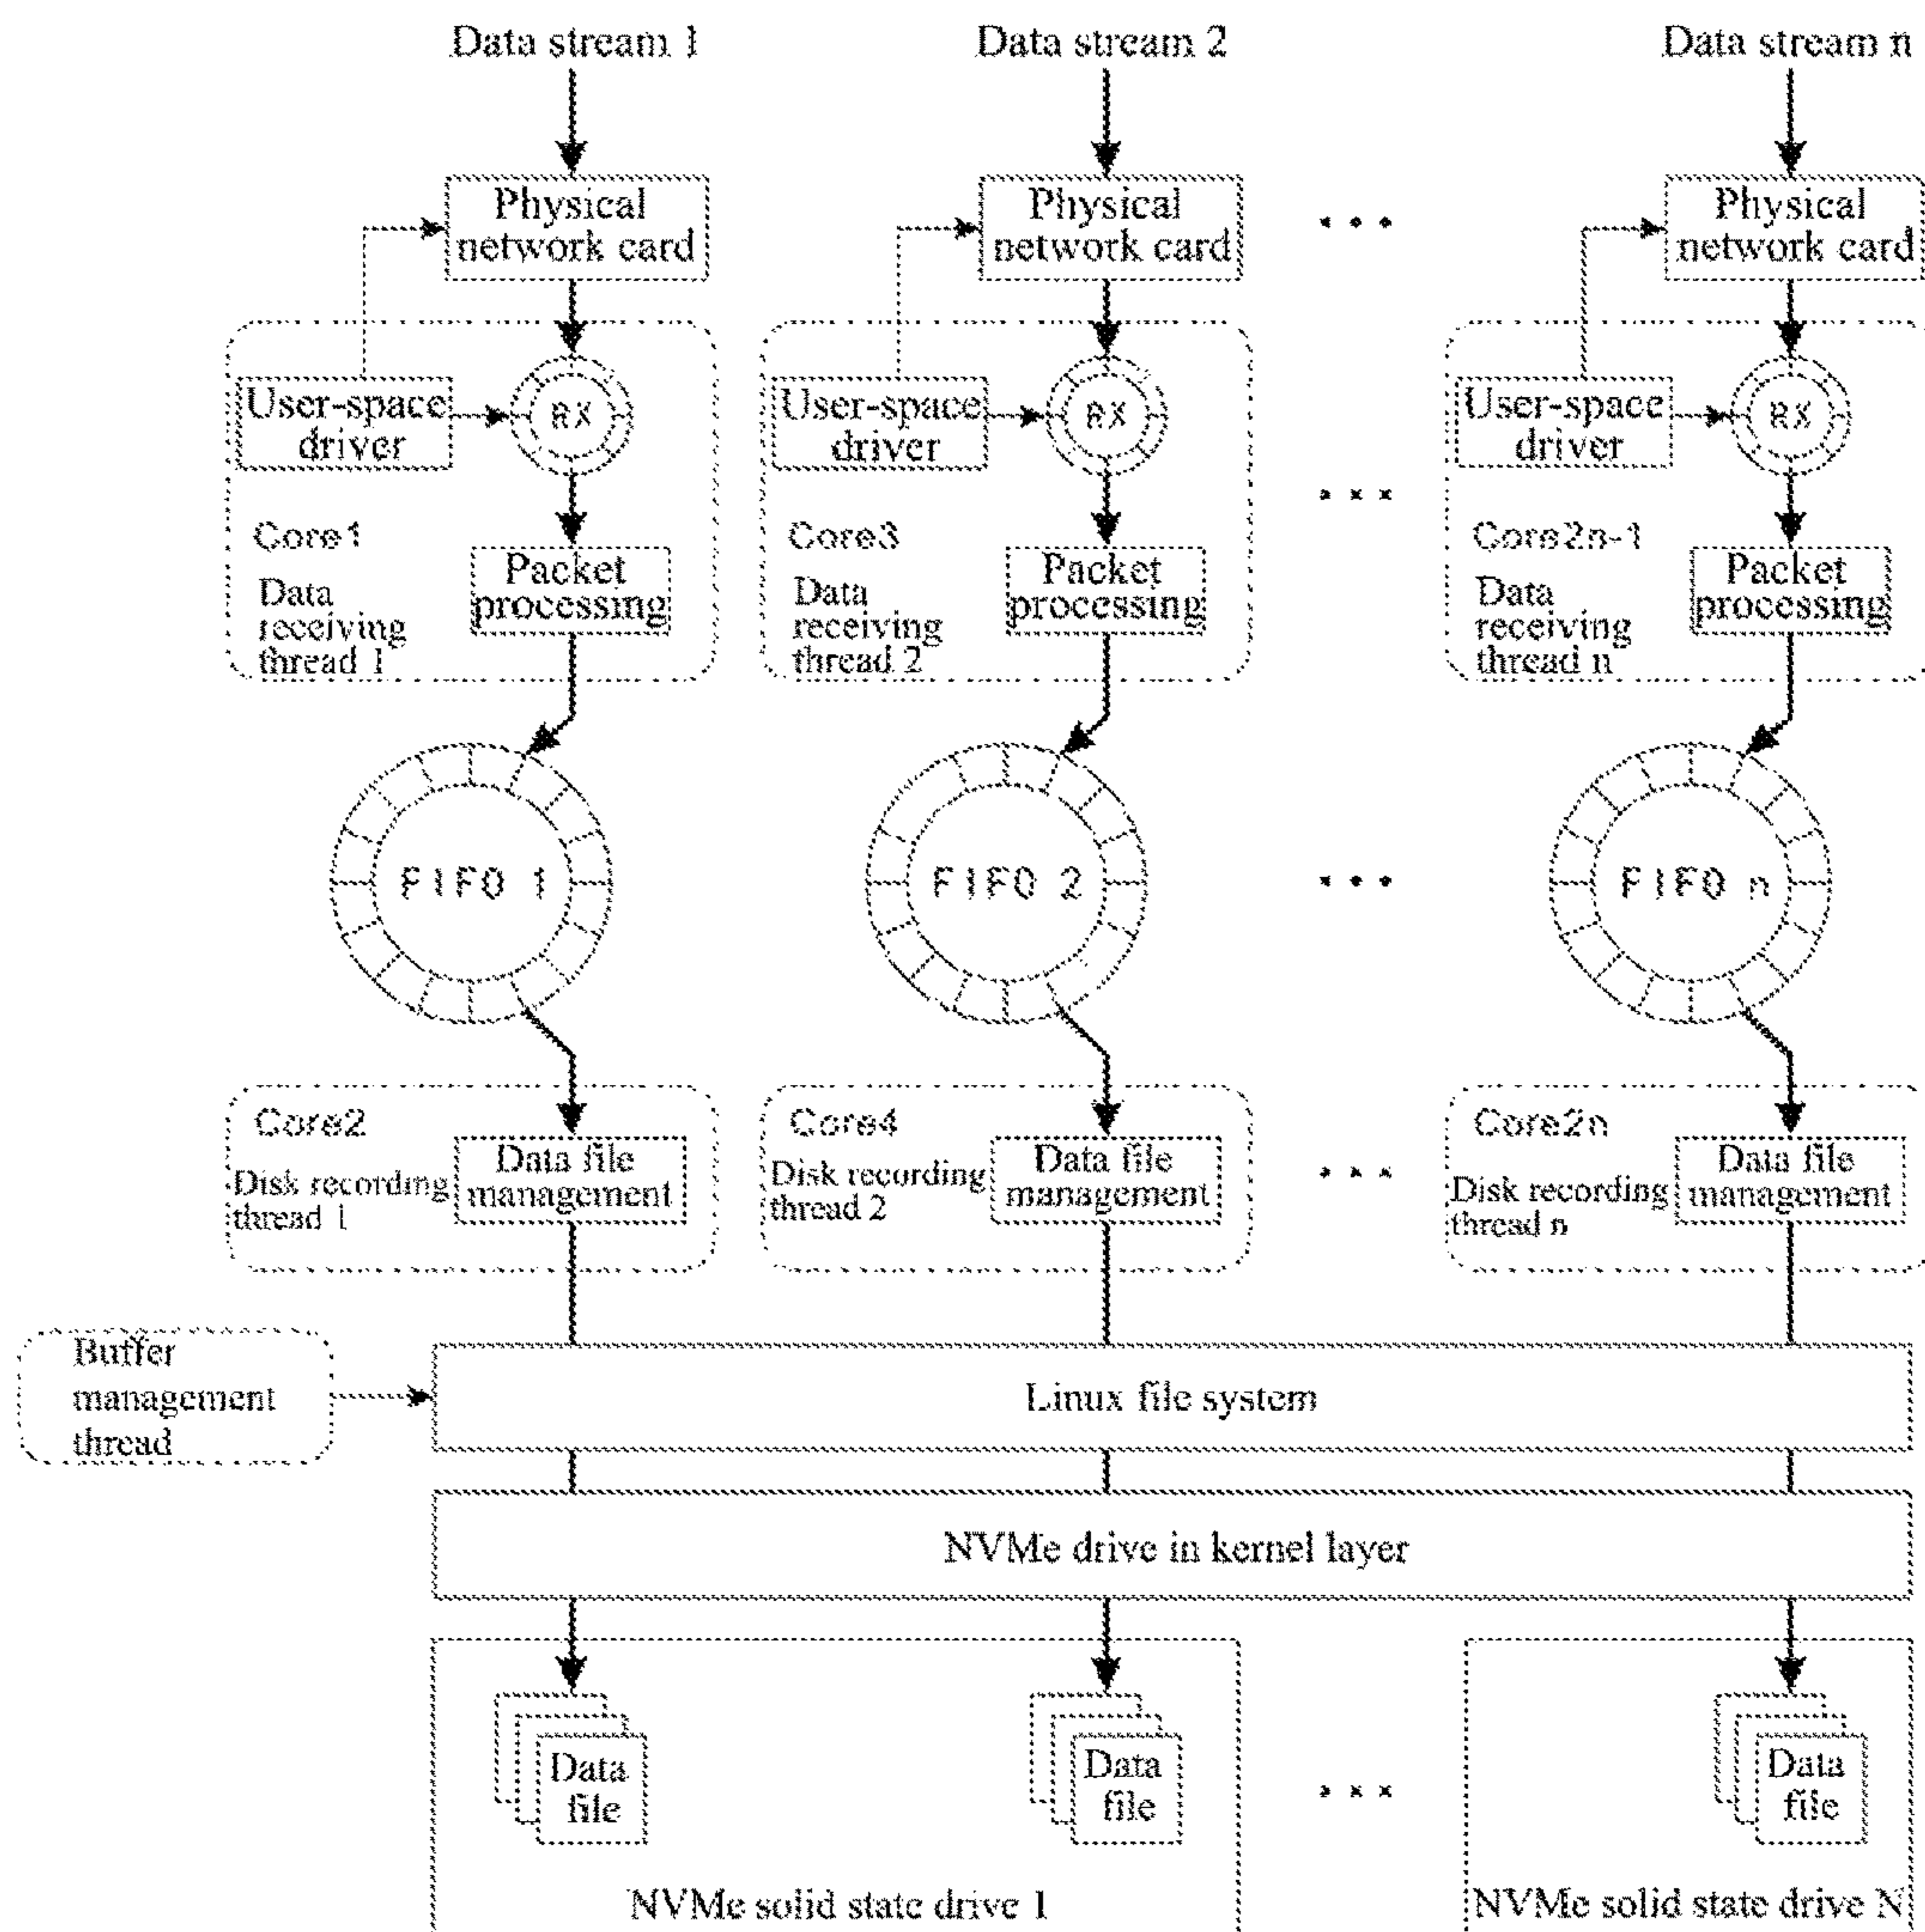 Data stream 1
Data stream 2
Data stream n
Physical
network card
Physical
network card
. . .
Physical
network card
User-space
driver
RX
User-space
driver
RX
User-space
driver
RX
. . .
Core1
Data
receiving
thread 1
Packet
processing
Core3
Data
receiving
thread 2
Packet
processing
Core2n-1
Data
receiving
thread n
Packet
processing
FIFO 1
FIFO 2
. . .
FIFO n
Core2
Disk recording
thread 1
Data file
management
Core4
Disk recording
thread 2
Data file
management
. . .
Core2n
Disk recording
thread n
Data file
management
Buffer
management
thread
Linux file system
NVMe drive in kernel layer
Data
file
Data
file
. . .
Data
file
NVMe solid state drive 1
NVMe solid state drive N